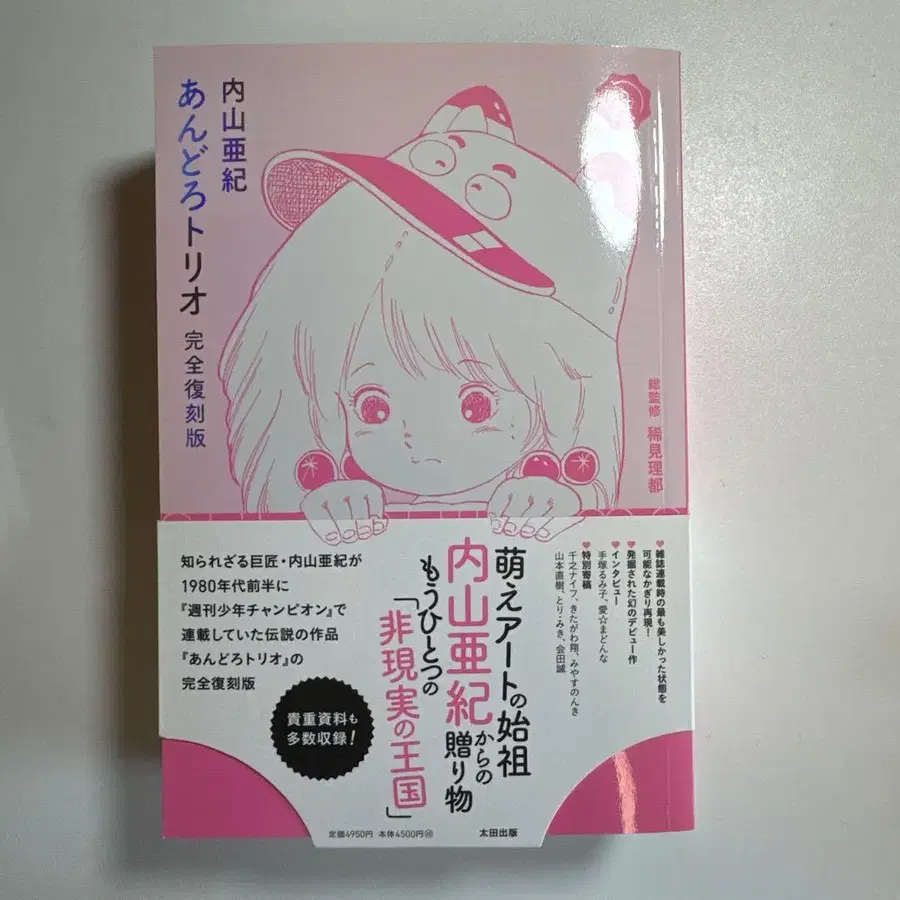 内山亜紀
あんどろトリオ
完全復刻版
総監修 稀見理都
♥雑誌連載時の最も美しかった状態を
可能なかぎり再現！
♥発掘された幻のデビュー作
♥インタビュー
手塚るみ子、愛☆まどんな
♥特別寄稿
千之ナイフ、きたがわ翔、みやすのんき
山本直樹、とり・みき、会田誠
萌えアートの始祖
内山亜紀からの贈り物
もうひとつの
「非現実の王国」
知られざる巨匠・内山亜紀が
1980年代前半に
『週刊少年チャンピオン』で
連載していた伝説の作品
『あんどろトリオ』の
完全復刻版
貴重資料も
多数収録！
定価4950円 本体4500円⑩
太田出版